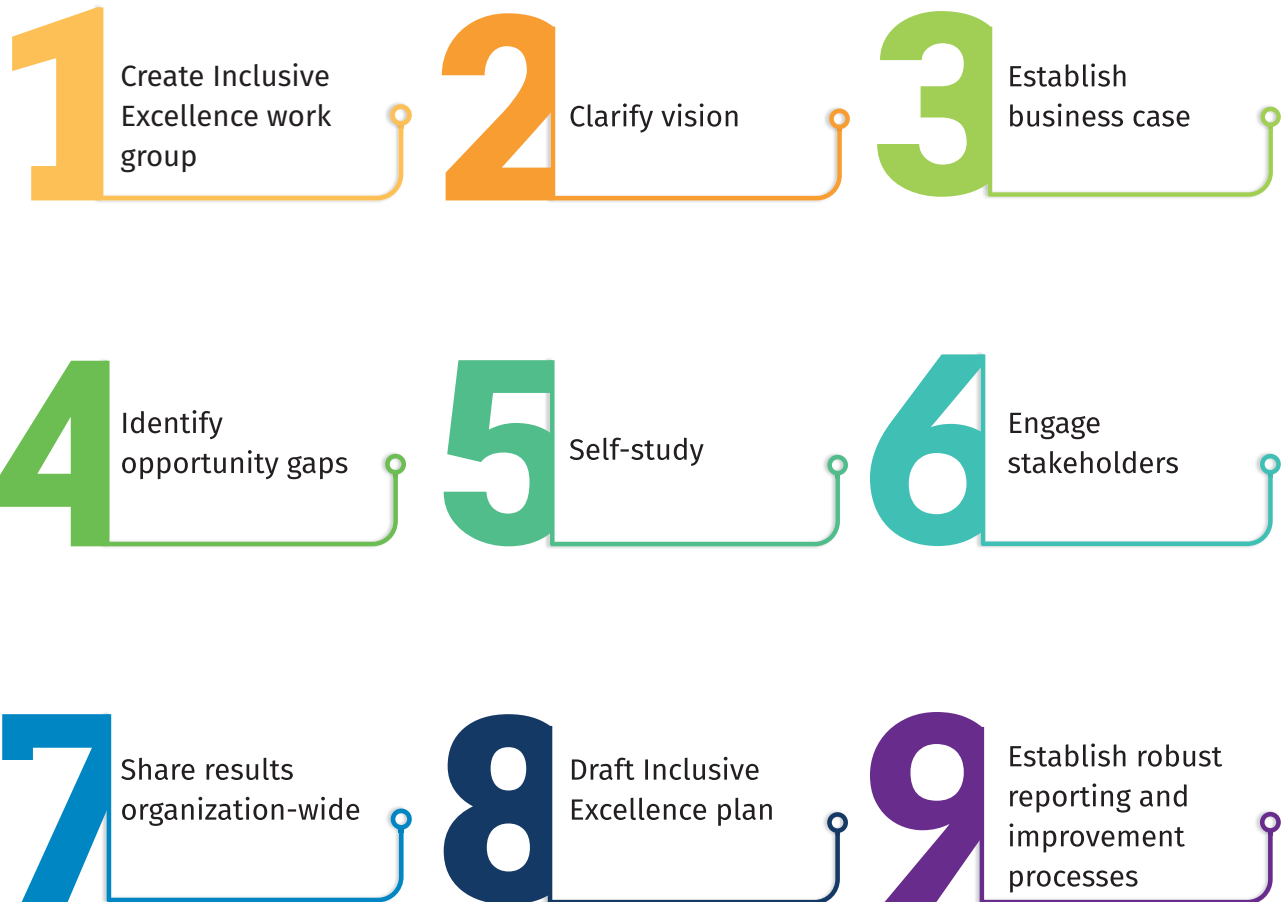 1
Create Inclusive
Excellence work
group
2
Clarify vision
3
Establish
business case
4
Identify
opportunity gaps
5
Self-study
6
Engage
stakeholders
7
Share results
organization-wide
8
Draft Inclusive
Excellence plan
9
Establish robust
reporting and
improvement
processes